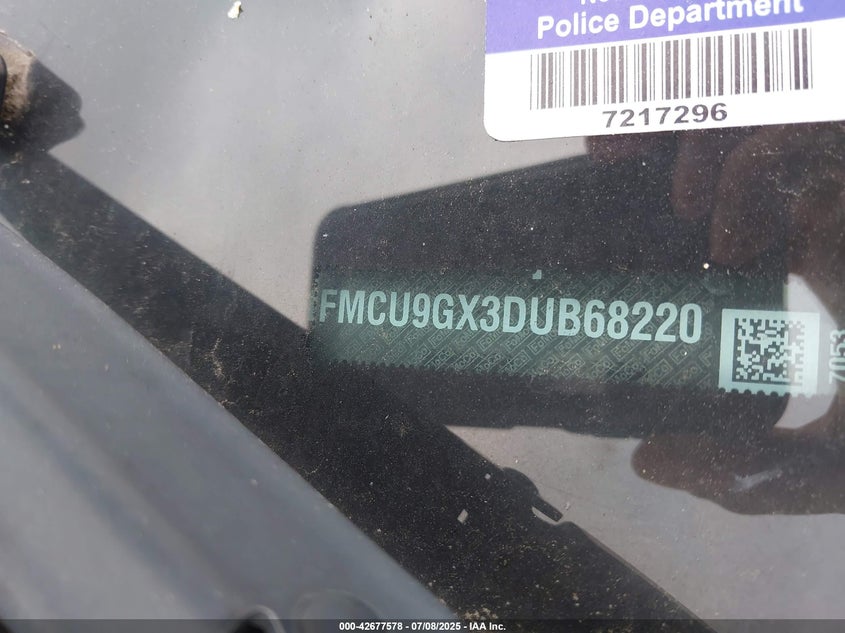 Police Department
7217296
FMCU9GX3DUB68220
7053
000-42677578 | 07/08/2025 - IAA Inc.